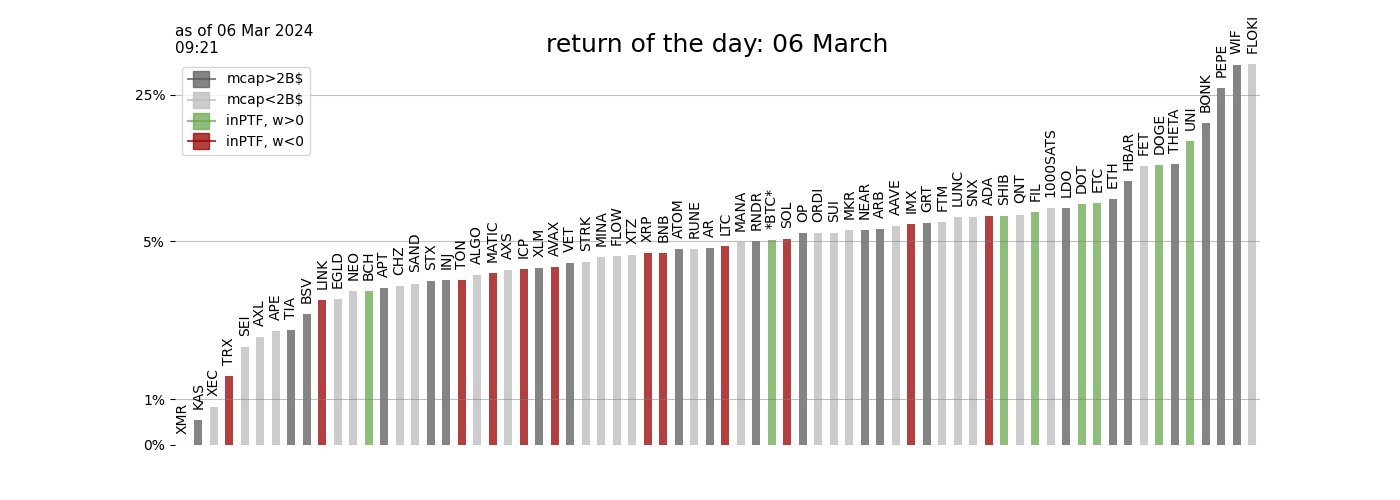 as of 06 Mar 2024
09:21
return of the day: 06 March
mcap>2B$
mcap<2B$
inPTF, w>0
inPTF, w<0
25%
5%
1%
0%
XMR
KAS
XEC
TRX
SEI
AXL
APE
TIA
BSV
LINK
EGLD
NEO
BCH
APT
CHZ
SAND
STX
INJ
TON
ALGO
MATIC
AXS
ICP
XLM
AVAX
VET
STRK
MINA
FLOW
XTZ
XRP
BNB
ATOM
RUNE
AR
LTC
MANA
RNDR
*BTC*
SOL
OP
ORDI
SUI
MKR
NEAR
ARB
AAVE
IMX
GRT
FTM
LUNC
SNX
ADA
SHIB
QNT
FIL
1000SATS
LDO
DOT
ETC
ETH
HBAR
FET
DOGE
THETA
UNI
BONK
PEPE
WIF
FLOKI